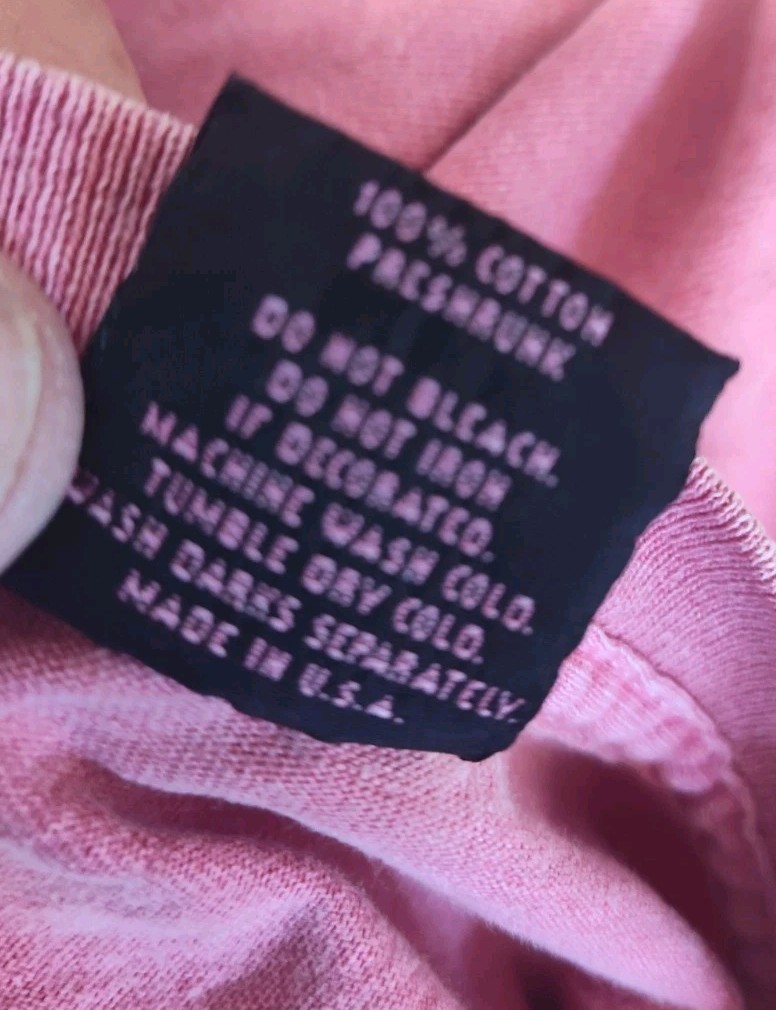 100% COTTON
PRESHRUNK
DO NOT BLEACH.
DO NOT IRON
IF DECORATED.
MACHINE WASH COLD.
TUMBLE DRY COLD.
WASH DARKS SEPARATELY.
MADE IN U.S.A.